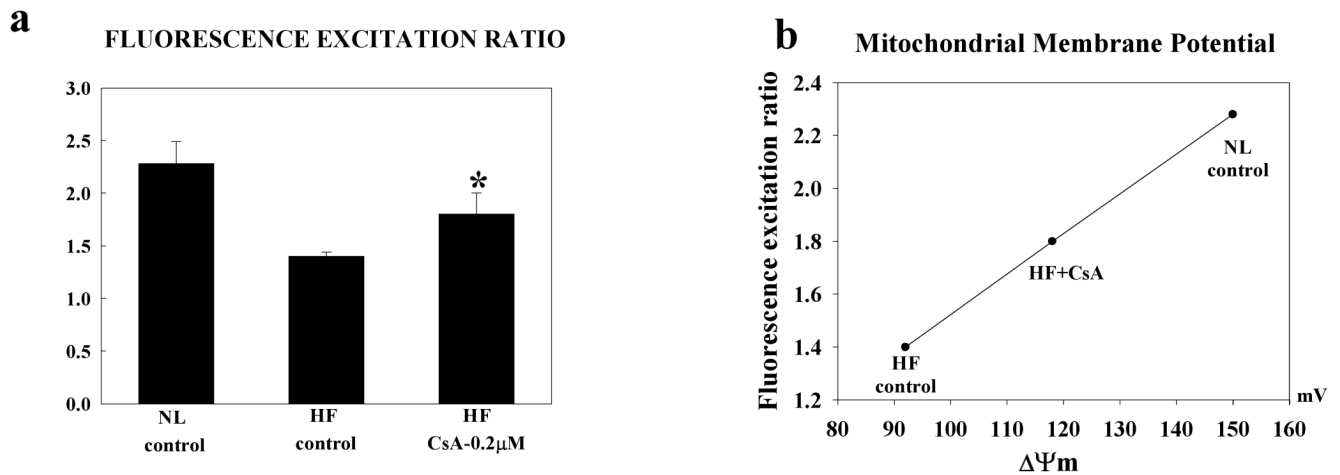 a
FLUORESCENCE EXCITATION RATIO
3.0
2.5
2.0
1.5
1.0
0.5
0.0
*
NL
control
HF
control
HF
CsA-0.2μM
b
Mitochondrial Membrane Potential
Fluorescence excitation ratio
2.4
2.2
2.0
1.8
1.6
1.4
1.2
NL
control
HF+CsA
HF
control
mV
80 90 100 110 120 130 140 150 160
ΔΨm